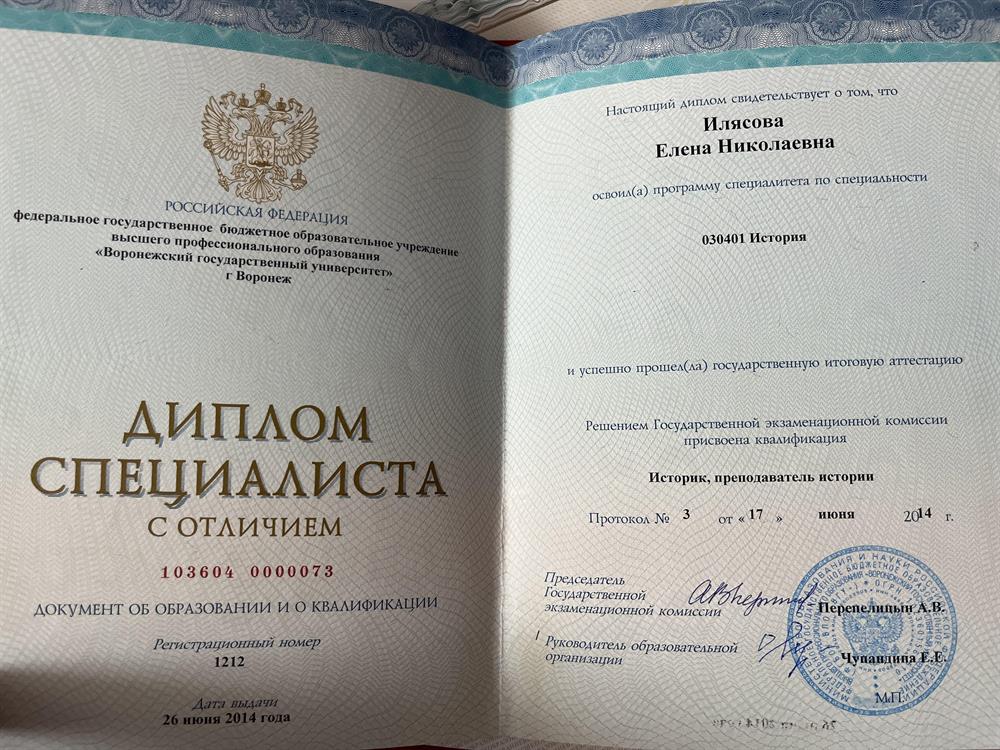 РОССИЙСКАЯ ФЕДЕРАЦИЯ
федеральное государственное бюджетное образовательное учреждение
высшего профессионального образования
«Воронежский государственный университет»
г Воронеж
ДИПЛОМ
СПЕЦИАЛИСТА
С ОТЛИЧИЕМ
103604 0000073
ДОКУМЕНТ ОБ ОБРАЗОВАНИИ И О КВАЛИФИКАЦИИ
Регистрационный номер
1212
Дата выдачи
26 июня 2014 года
Настоящий диплом свидетельствует о том, что
Илясова
Елена Николаевна
освоил(а) программу специалитета по специальности
030401 История
и успешно прошел(ла) государственную итоговую аттестацию
Решением Государственной экзаменационной комиссии
присвоена квалификация
Историк, преподаватель истории
Протокол № 3 от « 17 » июня 2014 г.
Председатель
Государственной
экзаменационной комиссии
Перепелицын А.В.
Руководитель образовательной
организации
Чупандина Е.Е.
М.П.